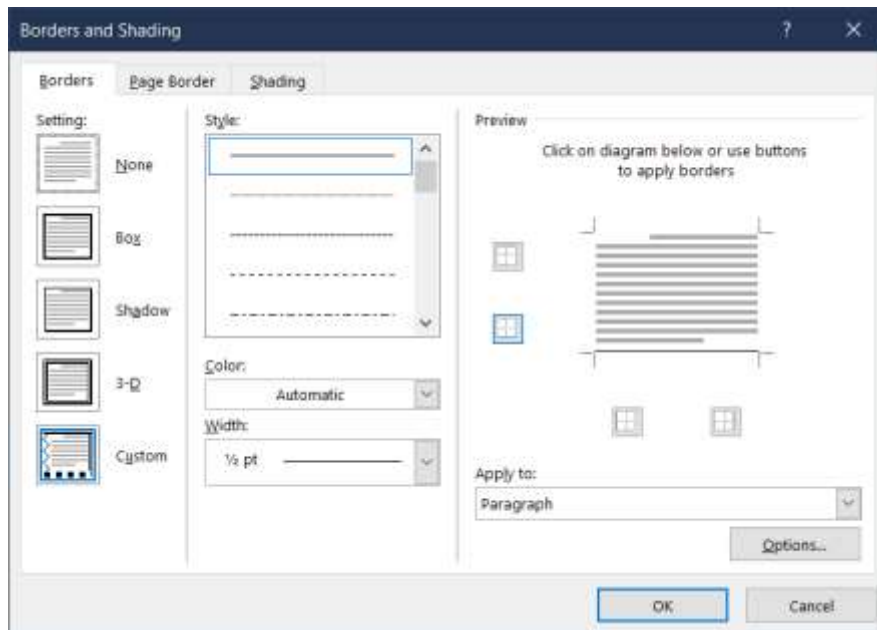 Borders and Shading
?
Borders
Page Border
Shading
Setting:
None
Box
Shadow
3-D
Custom
Style:
Color:
Automatic
Width:
½ pt
Preview
Click on diagram below or use buttons
to apply borders
Apply to:
Paragraph
Options...
OK
Cancel